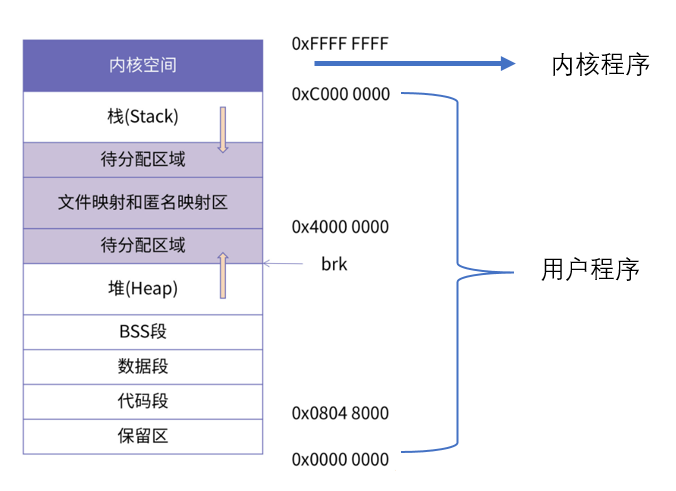 0xFFFF FFFF
内核空间
内核程序
0xC000 0000
栈(Stack)
待分配区域
文件映射和匿名映射区
0x4000 0000
待分配区域
brk
用户程序
堆(Heap)
BSS段
数据段
代码段
0x0804 8000
保留区
0x0000 0000